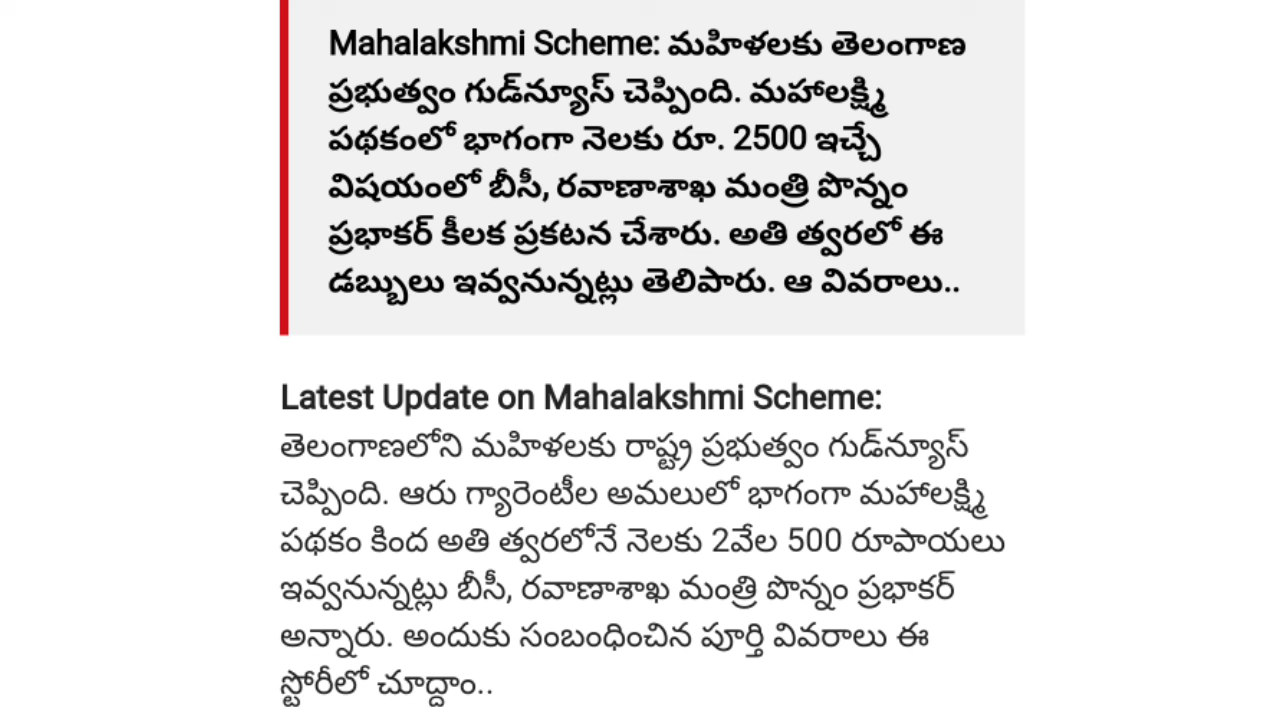 Mahalakshmi Scheme: మహిళలకు తెలంగాణ
ప్రభుత్వం గుడ్‌న్యూస్ చెప్పింది. మహాలక్ష్మి
పథకంలో భాగంగా నెలకు రూ. 2500 ఇచ్చే
విషయంలో బీసీ, రవాణాశాఖ మంత్రి పొన్నం
ప్రభాకర్ కీలక ప్రకటన చేశారు. అతి త్వరలో ఈ
డబ్బులు ఇవ్వనున్నట్లు తెలిపారు. ఆ వివరాలు..
Latest Update on Mahalakshmi Scheme:
తెలంగాణలోని మహిళలకు రాష్ట్ర ప్రభుత్వం గుడ్‌న్యూస్
చెప్పింది. ఆరు గ్యారెంటీల అమలులో భాగంగా మహాలక్ష్మి
పథకం కింద అతి త్వరలోనే నెలకు 2వేల 500 రూపాయలు
ఇవ్వనున్నట్లు బీసీ, రవాణాశాఖ మంత్రి పొన్నం ప్రభాకర్
అన్నారు. అందుకు సంబంధించిన పూర్తి వివరాలు ఈ
స్టోరీలో చూద్దాం..